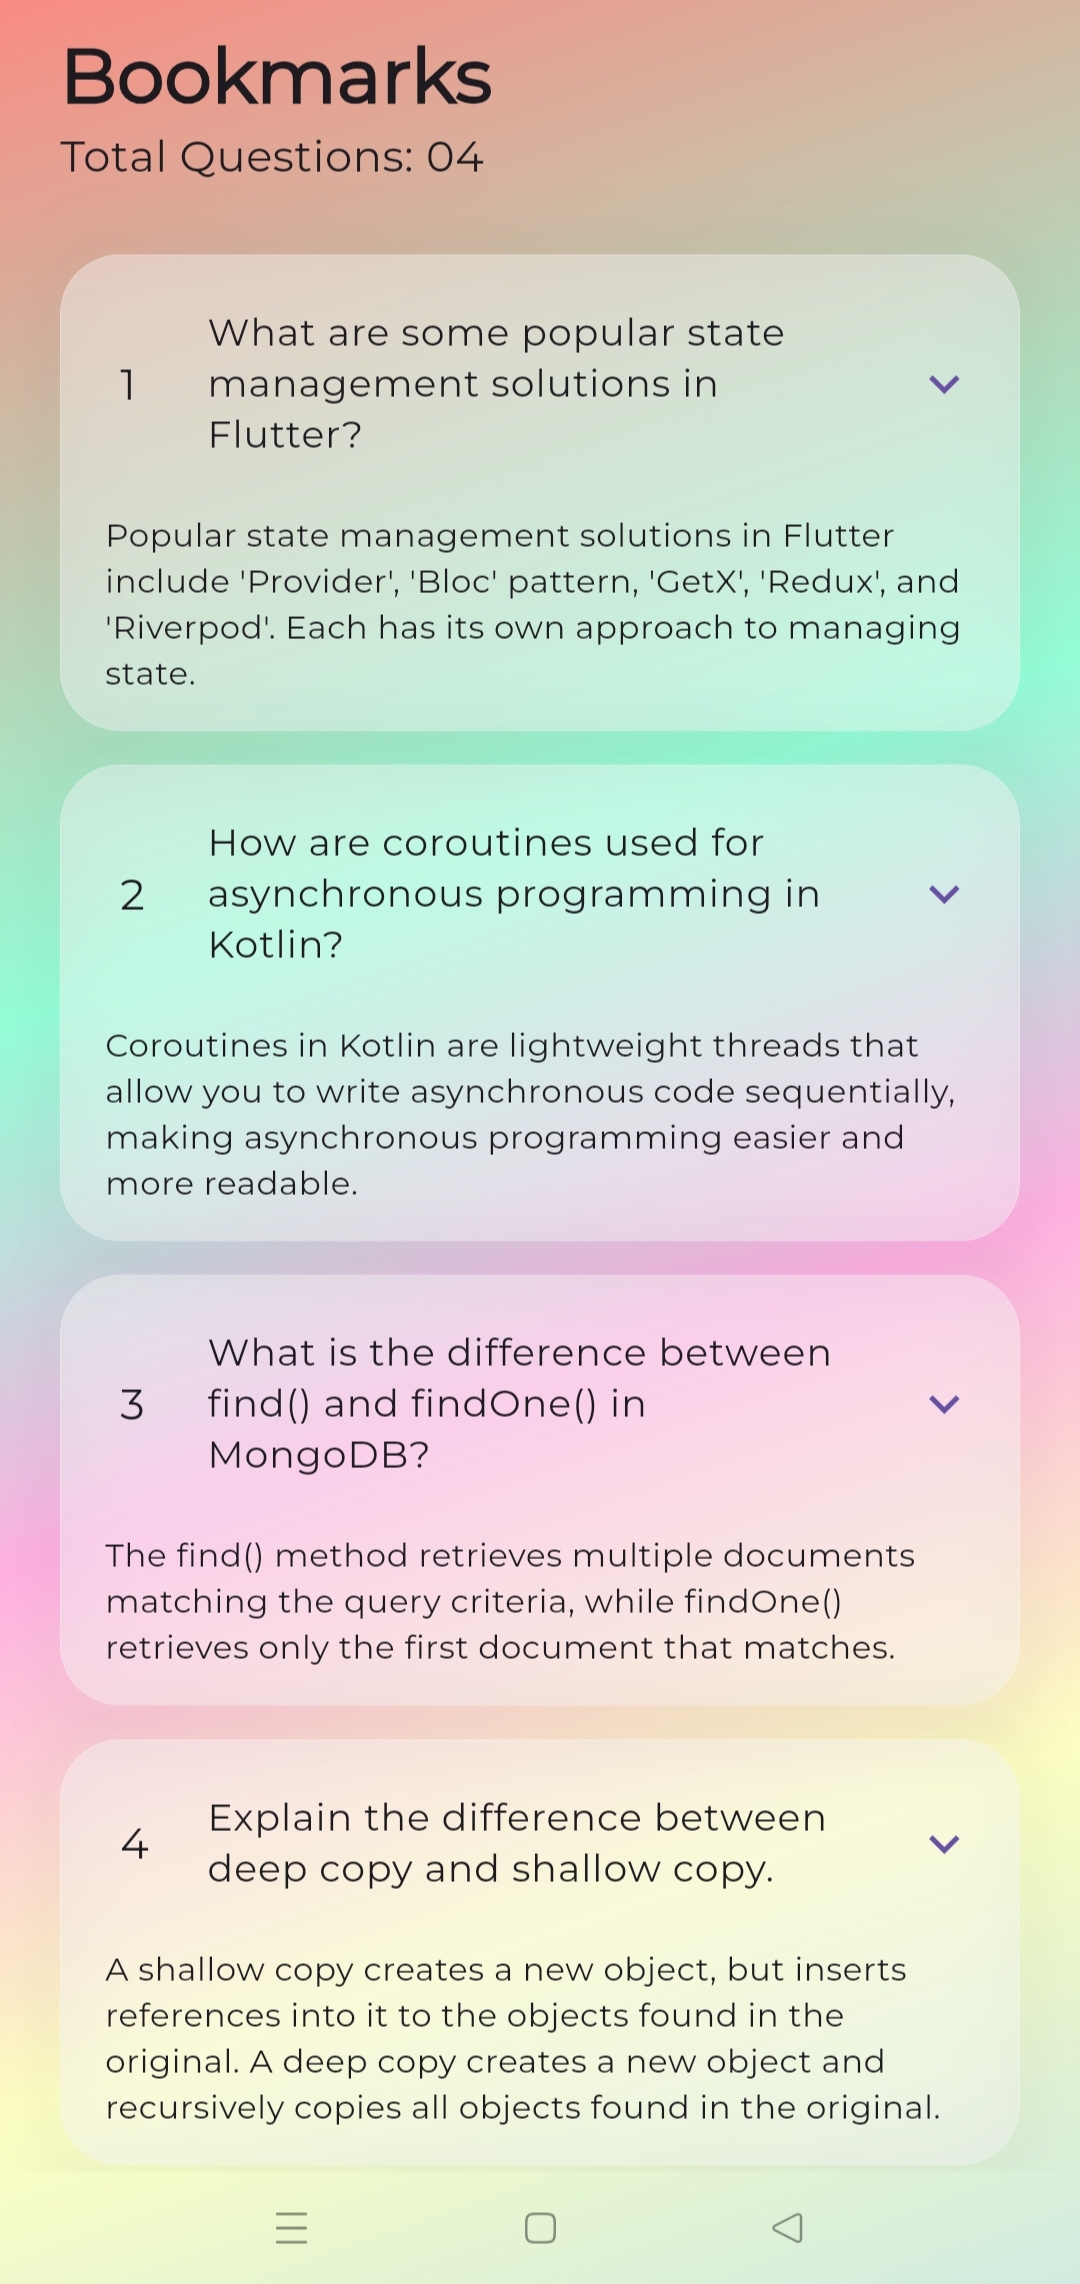 Bookmarks
Total Questions: 04
What are some popular state
1
management solutions in
Flutter?
Popular state management solutions in Flutter
include 'Provider', 'Bloc' pattern, 'GetX', 'Redux', and
'Riverpod'. Each has its own approach to managing
state.
How are coroutines used for
2
asynchronous programming in
Kotlin?
Coroutines in Kotlin are lightweight threads that
allow you to write asynchronous code sequentially,
making asynchronous programming easier and
more readable.
What is the difference between
3
find() and findOne() in
MongoDB?
The find() method retrieves multiple documents
matching the query criteria, while findOne()
retrieves only the first document that matches.
Explain the difference between
4
deep copy and shallow copy.
A shallow copy creates a new object, but inserts
references into it to the objects found in the
original. A deep copy creates a new object and
recursively copies all objects found in the original.